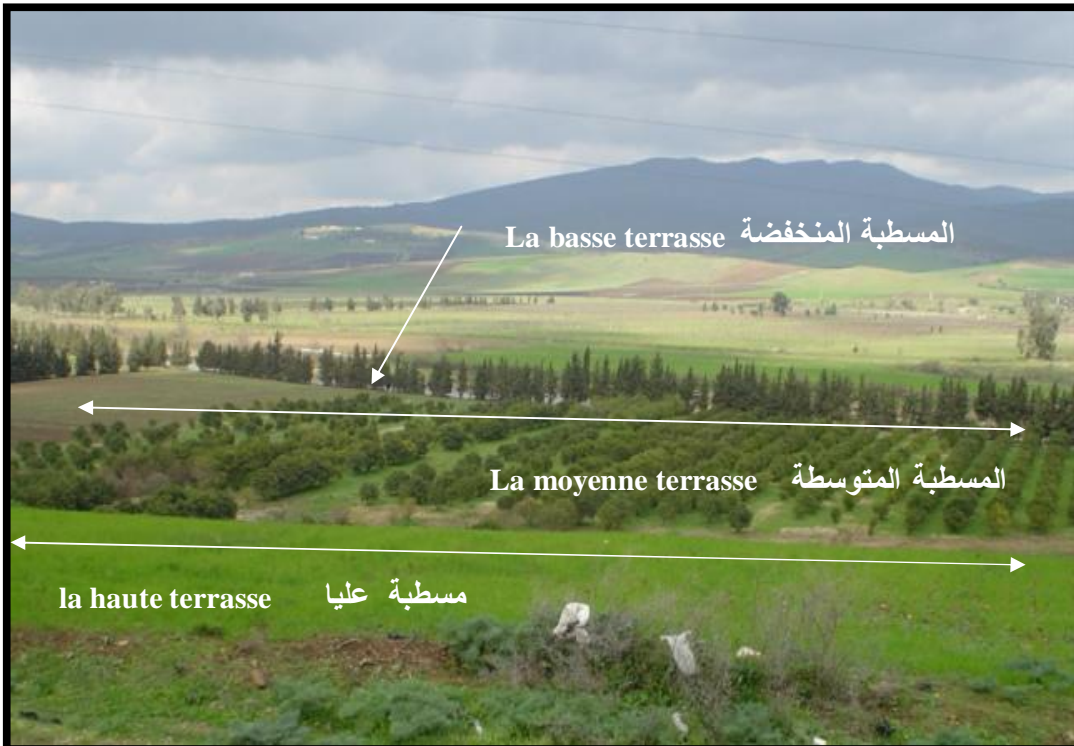 La basse terrasse المسطبة المنخفضة
La moyenne terrasse المسطبة المتوسطة
la haute terrasse مسطبة عليا